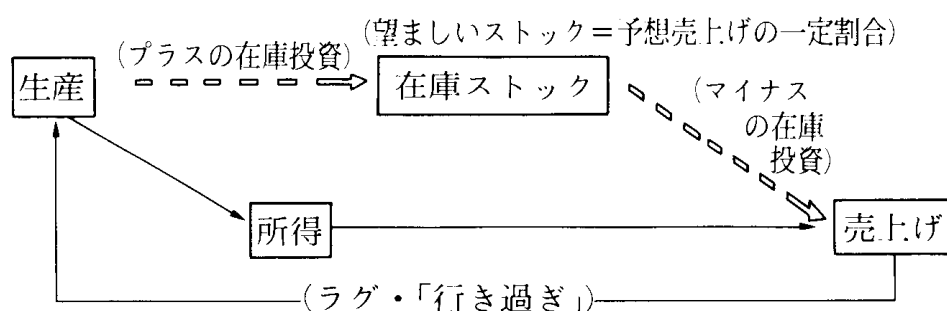 (望ましいストック＝予想売上げの一定割合)
(プラスの在庫投資)
生産
在庫ストック
(マイナス
の在庫
投資)
所得
売上げ
(ラグ・「行き過ぎ」)